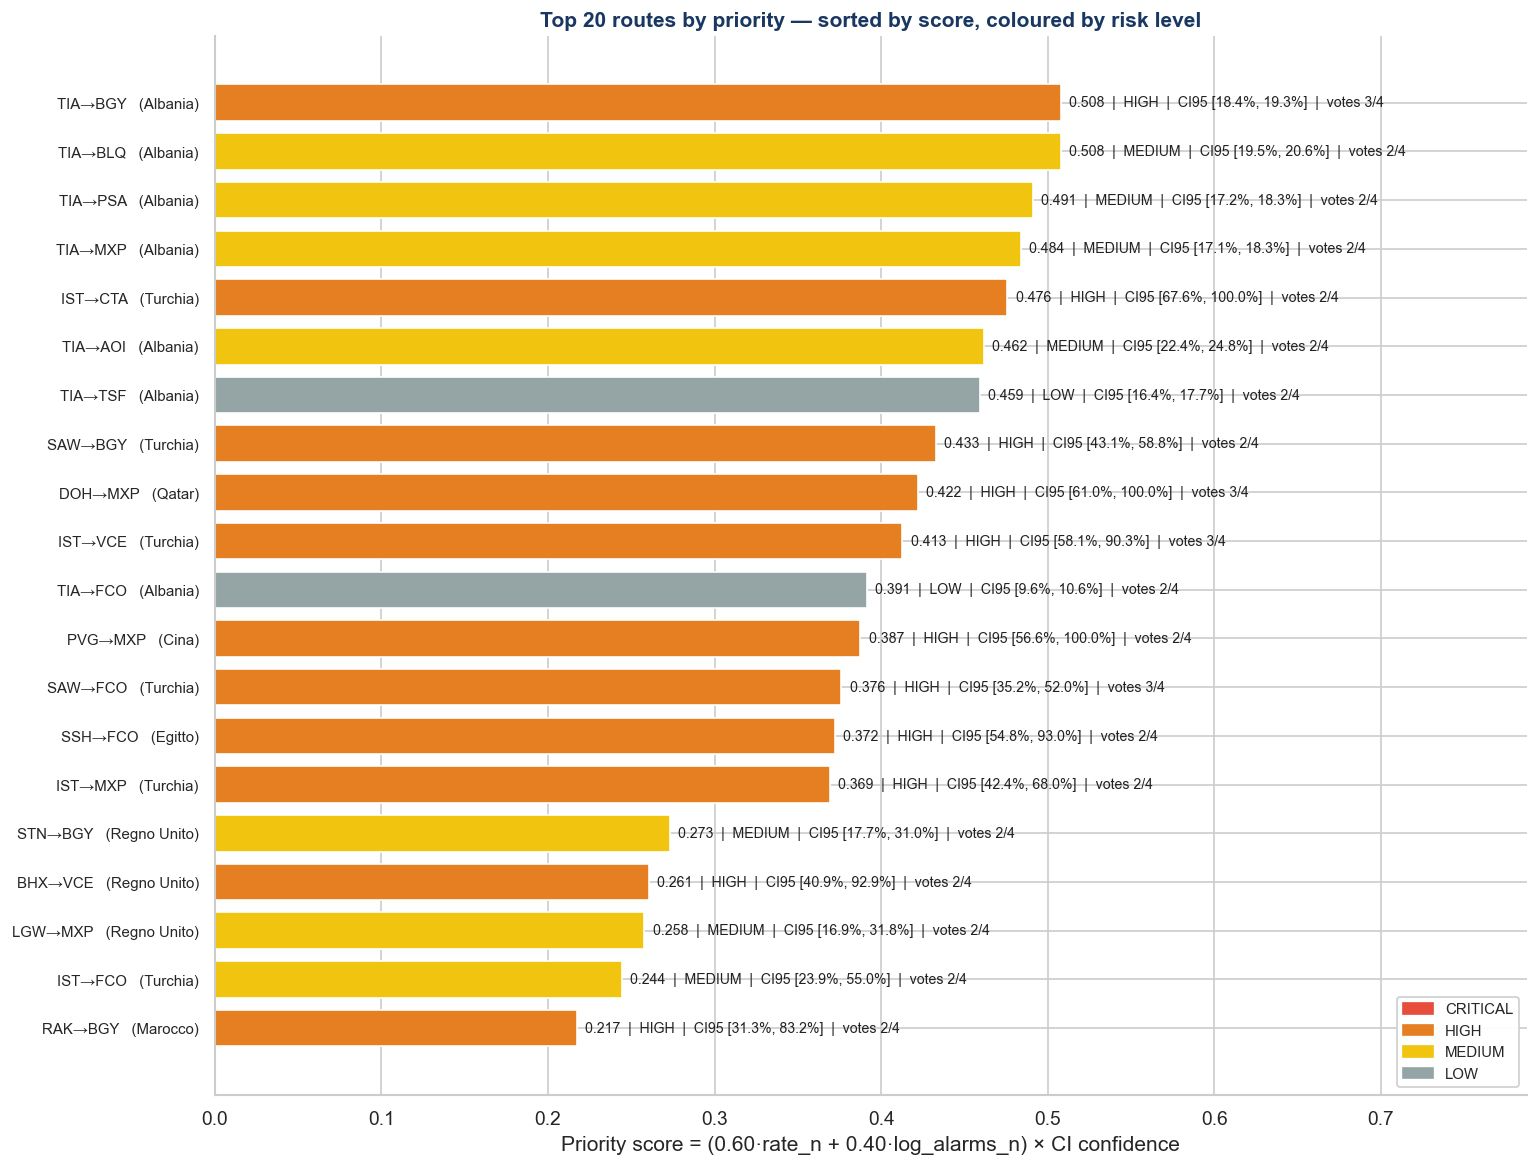 Top 20 routes by priority — sorted by score, coloured by risk level
TIA→BGY (Albania) 0.508 | HIGH | CI95 [18.4%, 19.3%] | votes 3/4
TIA→BLQ (Albania) 0.508 | MEDIUM | CI95 [19.5%, 20.6%] | votes 2/4
TIA→PSA (Albania) 0.491 | MEDIUM | CI95 [17.2%, 18.3%] | votes 2/4
TIA→MXP (Albania) 0.484 | MEDIUM | CI95 [17.1%, 18.3%] | votes 2/4
IST→CTA (Turchia) 0.476 | HIGH | CI95 [67.6%, 100.0%] | votes 2/4
TIA→AOI (Albania) 0.462 | MEDIUM | CI95 [22.4%, 24.8%] | votes 2/4
TIA→TSF (Albania) 0.459 | LOW | CI95 [16.4%, 17.7%] | votes 2/4
SAW→BGY (Turchia) 0.433 | HIGH | CI95 [43.1%, 58.8%] | votes 2/4
DOH→MXP (Qatar) 0.422 | HIGH | CI95 [61.0%, 100.0%] | votes 3/4
IST→VCE (Turchia) 0.413 | HIGH | CI95 [58.1%, 90.3%] | votes 3/4
TIA→FCO (Albania) 0.391 | LOW | CI95 [9.6%, 10.6%] | votes 2/4
PVG→MXP (Cina) 0.387 | HIGH | CI95 [56.6%, 100.0%] | votes 2/4
SAW→FCO (Turchia) 0.376 | HIGH | CI95 [35.2%, 52.0%] | votes 3/4
SSH→FCO (Egitto) 0.372 | HIGH | CI95 [54.8%, 93.0%] | votes 2/4
IST→MXP (Turchia) 0.369 | HIGH | CI95 [42.4%, 68.0%] | votes 2/4
STN→BGY (Regno Unito) 0.273 | MEDIUM | CI95 [17.7%, 31.0%] | votes 2/4
BHX→VCE (Regno Unito) 0.261 | HIGH | CI95 [40.9%, 92.9%] | votes 2/4
LGW→MXP (Regno Unito) 0.258 | MEDIUM | CI95 [16.9%, 31.8%] | votes 2/4
IST→FCO (Turchia) 0.244 | MEDIUM | CI95 [23.9%, 55.0%] | votes 2/4
RAK→BGY (Marocco) 0.217 | HIGH | CI95 [31.3%, 83.2%] | votes 2/4
CRITICAL
HIGH
MEDIUM
LOW
0.0 0.1 0.2 0.3 0.4 0.5 0.6 0.7
Priority score = (0.60·rate_n + 0.40·log_alarms_n) × CI confidence